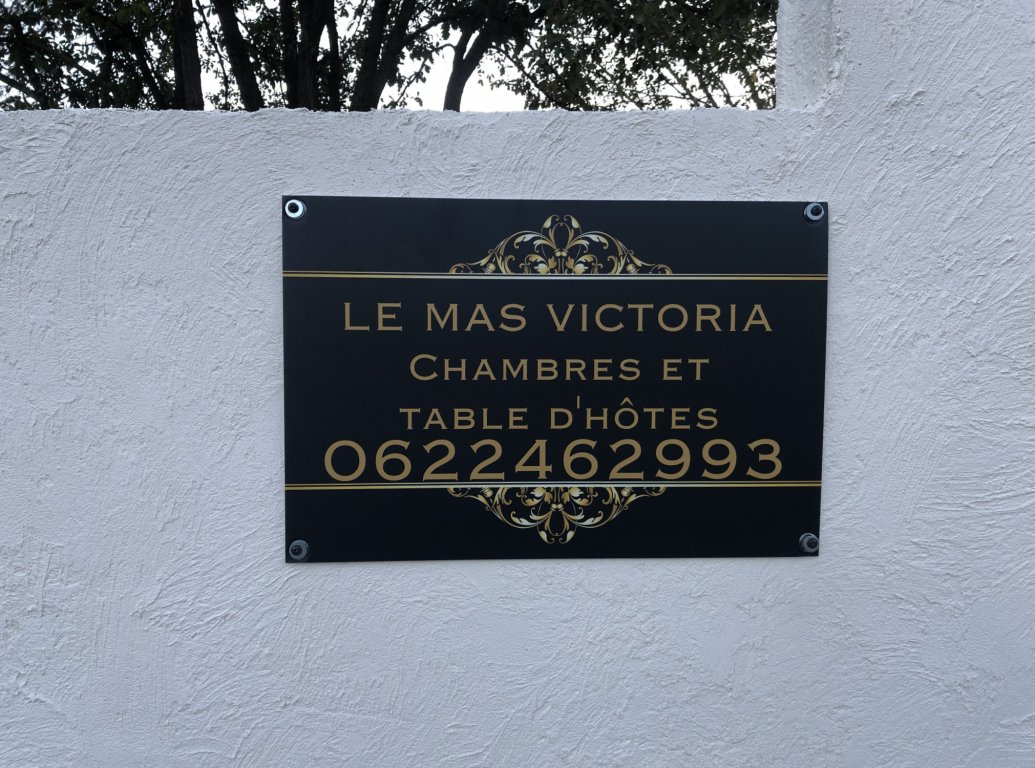 LE MAS VICTORIA
CHAMBRES ET
TABLE D'HÔTES
0622462993